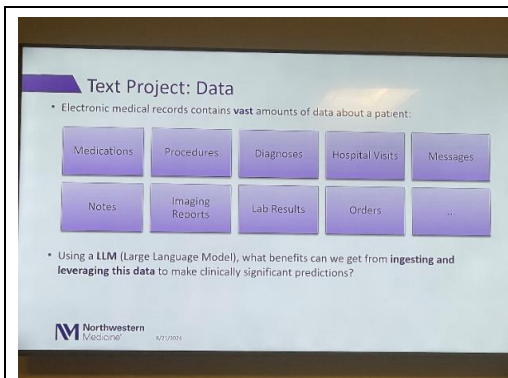 Text Project: Data
• Electronic medical records contains vast amounts of data about a patient:
Medications
Procedures
Diagnoses
Hospital Visits
Messages
Notes
Imaging
Reports
Lab Results
Orders
..
• Using a LLM (Large Language Model), what benefits can we get from ingesting and
leveraging this data to make clinically significant predictions?
NM Northwestern
Medicine®